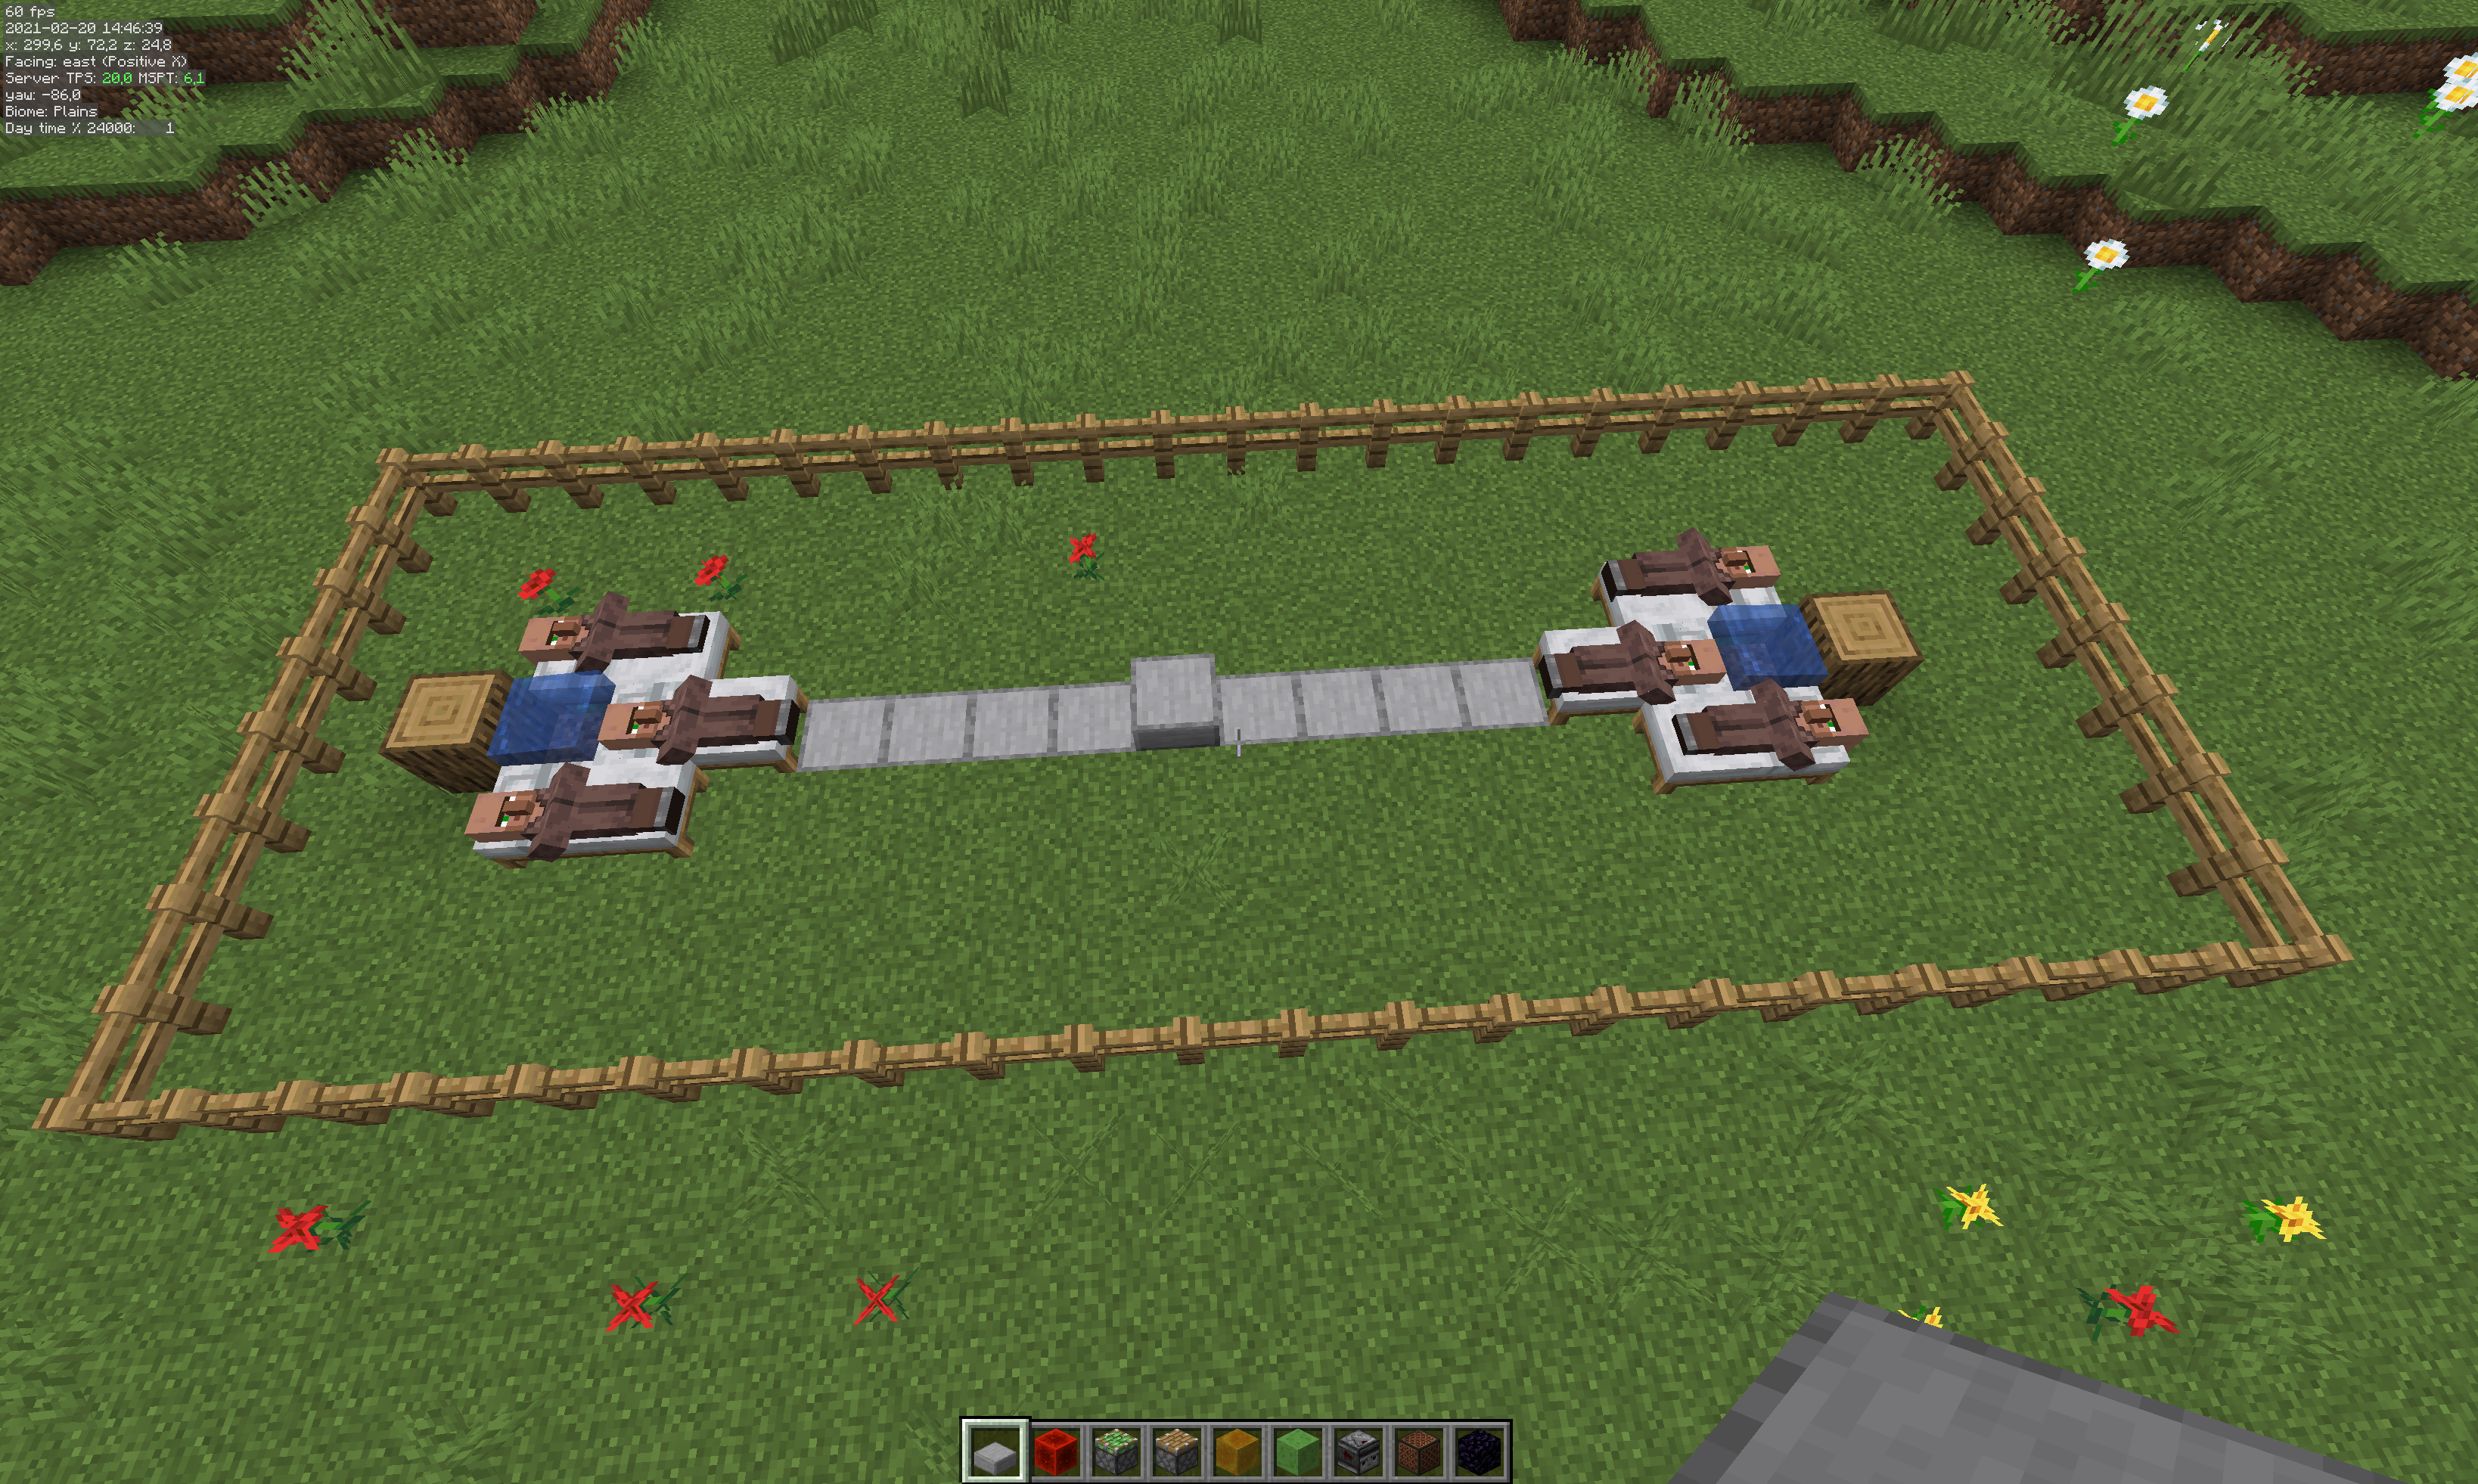 60 fps
2021-02-20 14:46:39
x: 299,6 y: 72,2 z: 24,8
Facing: east (Positive X)
Server TPS: 20,0 MSPT: 6,1
yaw: -86,0
Biome: Plains
Day time % 24000: 1